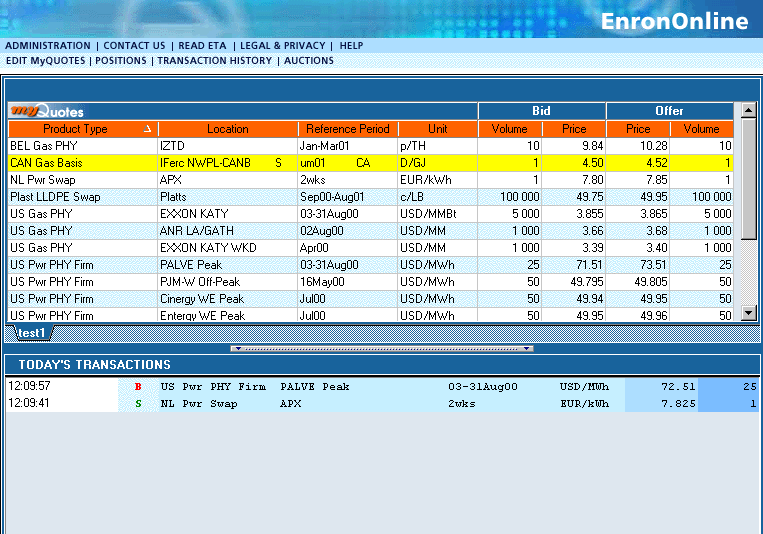 EnronOnline
ADMINISTRATION | CONTACT US | READ ETA | LEGAL & PRIVACY | HELP
EDIT MyQUOTES | POSITIONS | TRANSACTION HISTORY | AUCTIONS
myQuotes Bid Offer
Product Type Location Reference Period Unit Volume Price Price Volume
BEL Gas PHY IZTD Jan-Mar01 p/TH 10 9.84 10.28 10
CAN Gas Basis IFerc NWPL-CANB S um01 CA D/GJ 1 4.50 4.52 1
NL Pwr Swap APX 2wks EUR/kWh 1 7.80 7.85 1
Plast LLDPE Swap Platts Sep00-Aug01 c/LB 100 000 49.75 49.95 100 000
US Gas PHY EXXON KATY 03-31Aug00 USD/MMBt 5 000 3.855 3.865 5 000
US Gas PHY ANR LA/GATH 02Aug00 USD/MM 1 000 3.66 3.68 1 000
US Gas PHY EXXON KATY WKD Apr00 USD/MM 1 000 3.39 3.40 1 000
US Pwr PHY Firm PALVE Peak 03-31Aug00 USD/MWh 25 71.51 73.51 25
US Pwr PHY Firm PJM-W Off-Peak 16May00 USD/MWh 50 49.795 49.805 50
US Pwr PHY Firm Cinergy WE Peak Jul00 USD/MWh 50 49.94 49.95 50
US Pwr PHY Firm Entergy WE Peak Jul00 USD/MWh 50 49.95 49.96 50
test1
TODAY'S TRANSACTIONS
12:09:57 B US Pwr PHY Firm PALVE Peak 03-31Aug00 USD/MWh 72.51 25
12:09:41 S NL Pwr Swap APX 2wks EUR/kWh 7.825 1